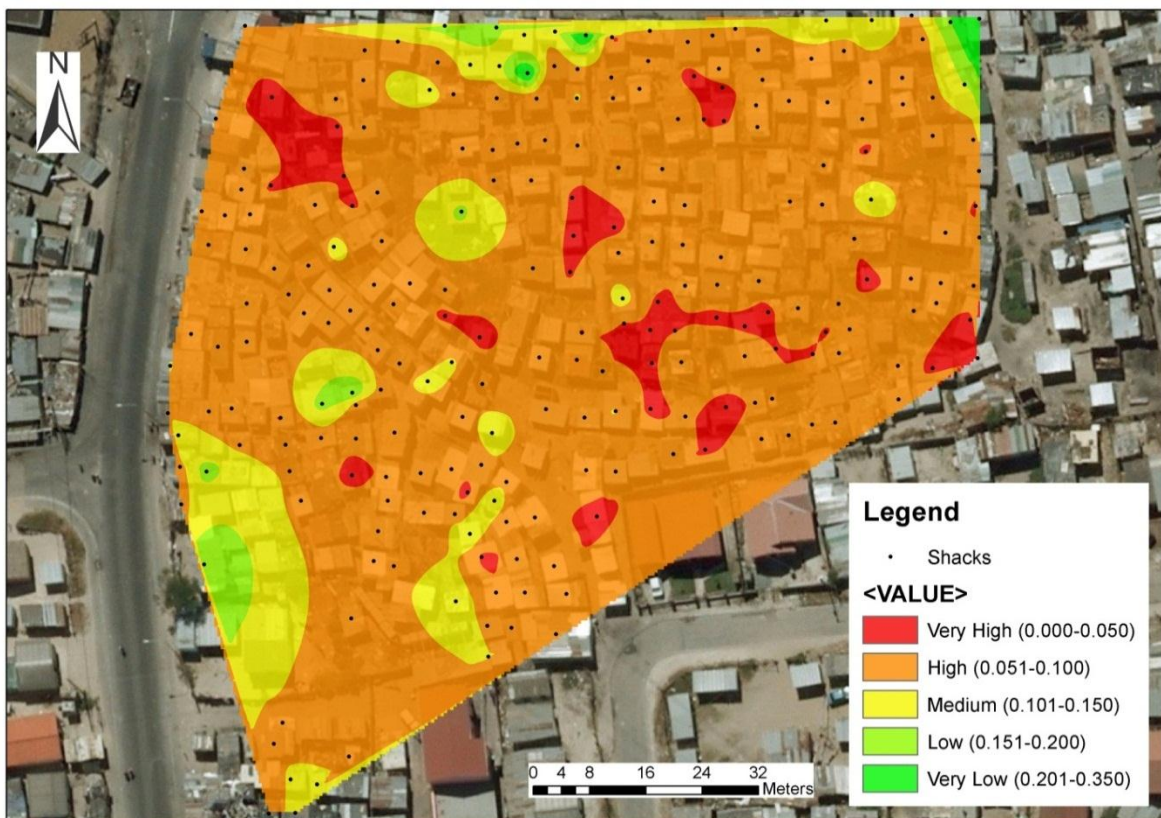 N
Legend
Shacks
<VALUE>
Very High (0.000-0.050)
High (0.051-0.100)
Medium (0.101-0.150)
Low (0.151-0.200)
Very Low (0.201-0.350)
0 4 8 16 24 32
Meters